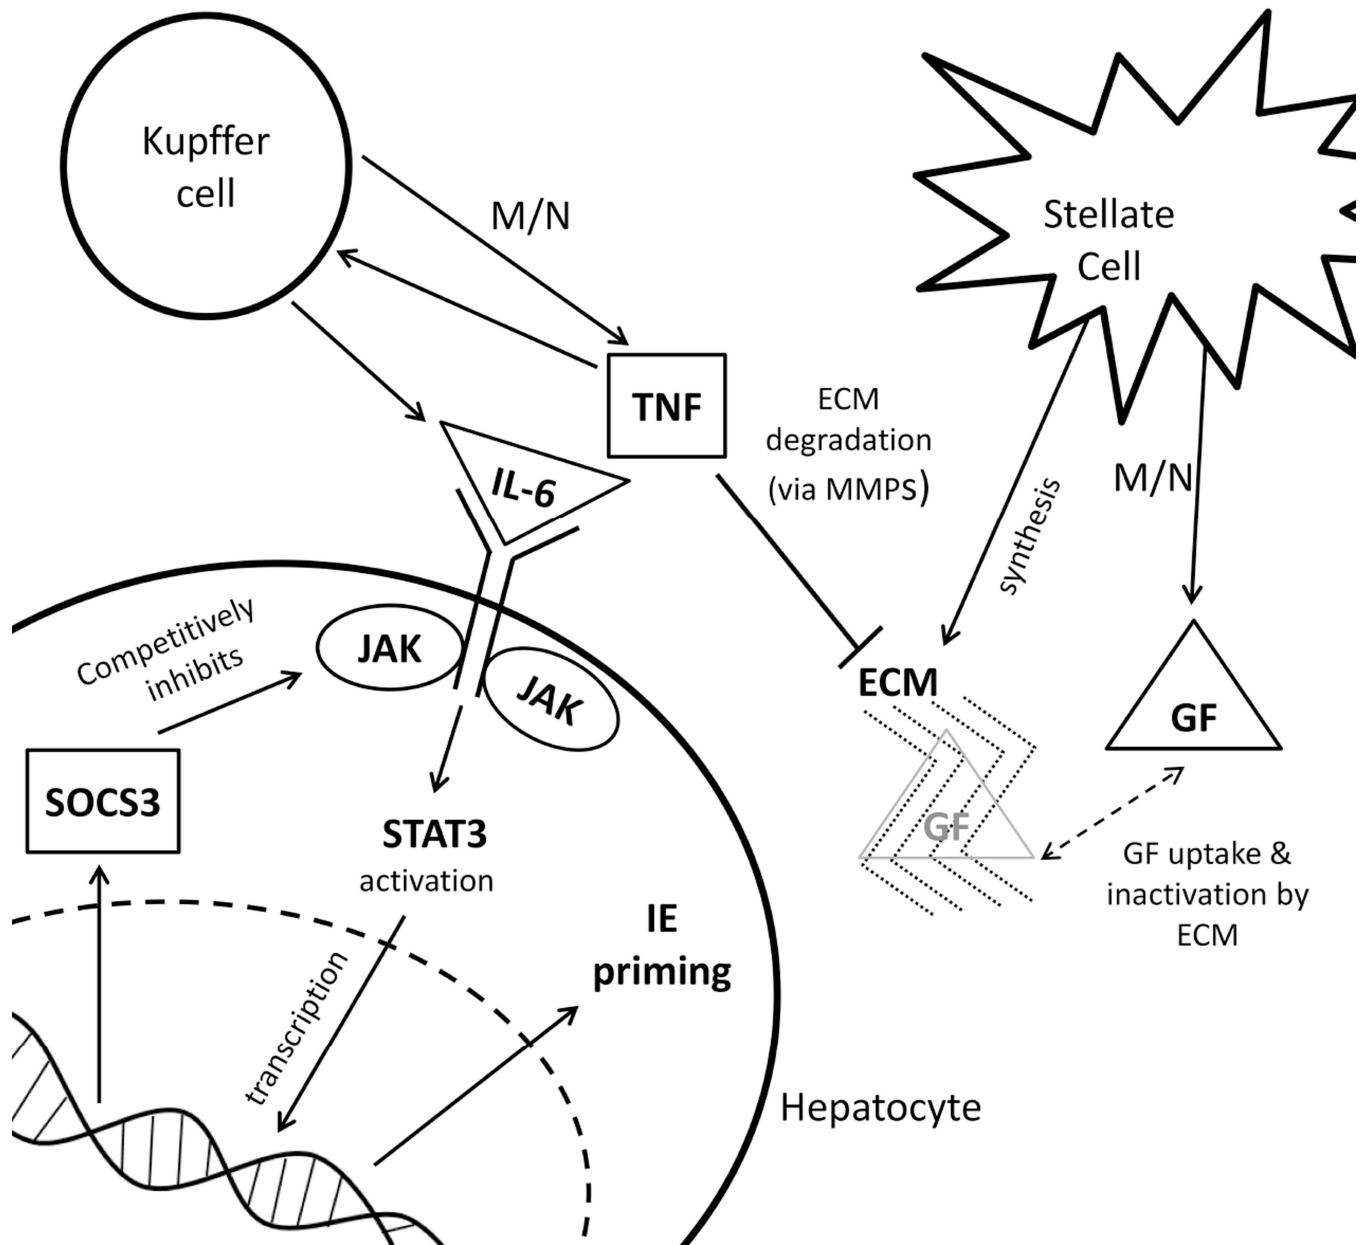 Kupffer
cell
M/N
Stellate
Cell
TNF
ECM
degradation
(via MMPs)
IL-6
synthesis
M/N
Competitively
inhibits
JAK
JAK
ECM
GF
GF
SOCS3
STAT3
activation
GF uptake &
inactivation by
ECM
IE
priming
transcription
Hepatocyte